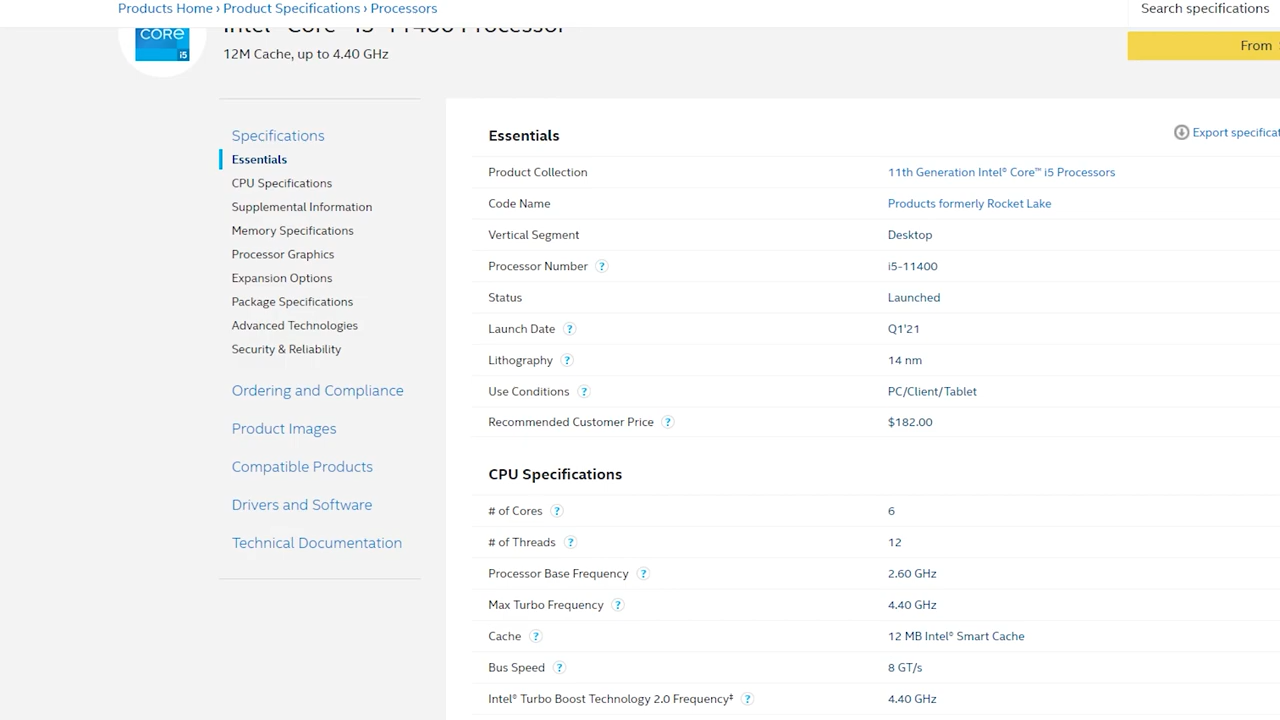 Products Home › Product Specifications › Processors
Search specifications
Intel® Core™ i5-11400 Processor
CORE
i5
12M Cache, up to 4.40 GHz
From
Specifications
Essentials
CPU Specifications
Supplemental Information
Memory Specifications
Processor Graphics
Expansion Options
Package Specifications
Advanced Technologies
Security & Reliability
Ordering and Compliance
Product Images
Compatible Products
Drivers and Software
Technical Documentation
Essentials
Export
Product Collection 11th Generation Intel® Core™ i5 Processors
Code Name Products formerly Rocket Lake
Vertical Segment Desktop
Processor Number ? i5-11400
Status Launched
Launch Date ? Q1'21
Lithography ? 14 nm
Use Conditions ? PC/Client/Tablet
Recommended Customer Price ? $182.00
CPU Specifications
# of Cores ? 6
# of Threads ? 12
Processor Base Frequency ? 2.60 GHz
Max Turbo Frequency ? 4.40 GHz
Cache ? 12 MB Intel® Smart Cache
Bus Speed ? 8 GT/s
Intel® Turbo Boost Technology 2.0 Frequency‡ ? 4.40 GHz